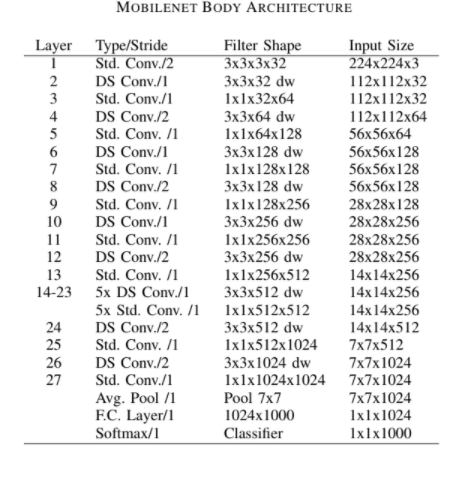 MOBILENET BODY ARCHITECTURE
Layer Type/Stride Filter Shape Input Size
1 Std. Conv./2 3x3x3x32 224x224x3
2 DS Conv./1 3x3x32 dw 112x112x32
3 Std. Conv./1 1x1x32x64 112x112x32
4 DS Conv./2 3x3x64 dw 112x112x64
5 Std. Conv. /1 1x1x64x128 56x56x64
6 DS Conv./1 3x3x128 dw 56x56x128
7 Std. Conv. /1 1x1x128x128 56x56x128
8 DS Conv./2 3x3x128 dw 56x56x128
9 Std. Conv. /1 1x1x128x256 28x28x128
10 DS Conv./1 3x3x256 dw 28x28x256
11 Std. Conv. /1 1x1x256x256 28x28x256
12 DS Conv./2 3x3x256 dw 28x28x256
13 Std. Conv. /1 1x1x256x512 14x14x256
14-23 5x DS Conv./1 3x3x512 dw 14x14x256
5x Std. Conv. /1 1x1x512x512 14x14x256
24 DS Conv./2 3x3x512 dw 14x14x512
25 Std. Conv. /1 1x1x512x1024 7x7x512
26 DS Conv./2 3x3x1024 dw 7x7x1024
27 Std. Conv./1 1x1x1024x1024 7x7x1024
Avg. Pool /1 Pool 7x7 7x7x1024
F.C. Layer/1 1024x1000 1x1x1024
Softmax/1 Classifier 1x1x1000